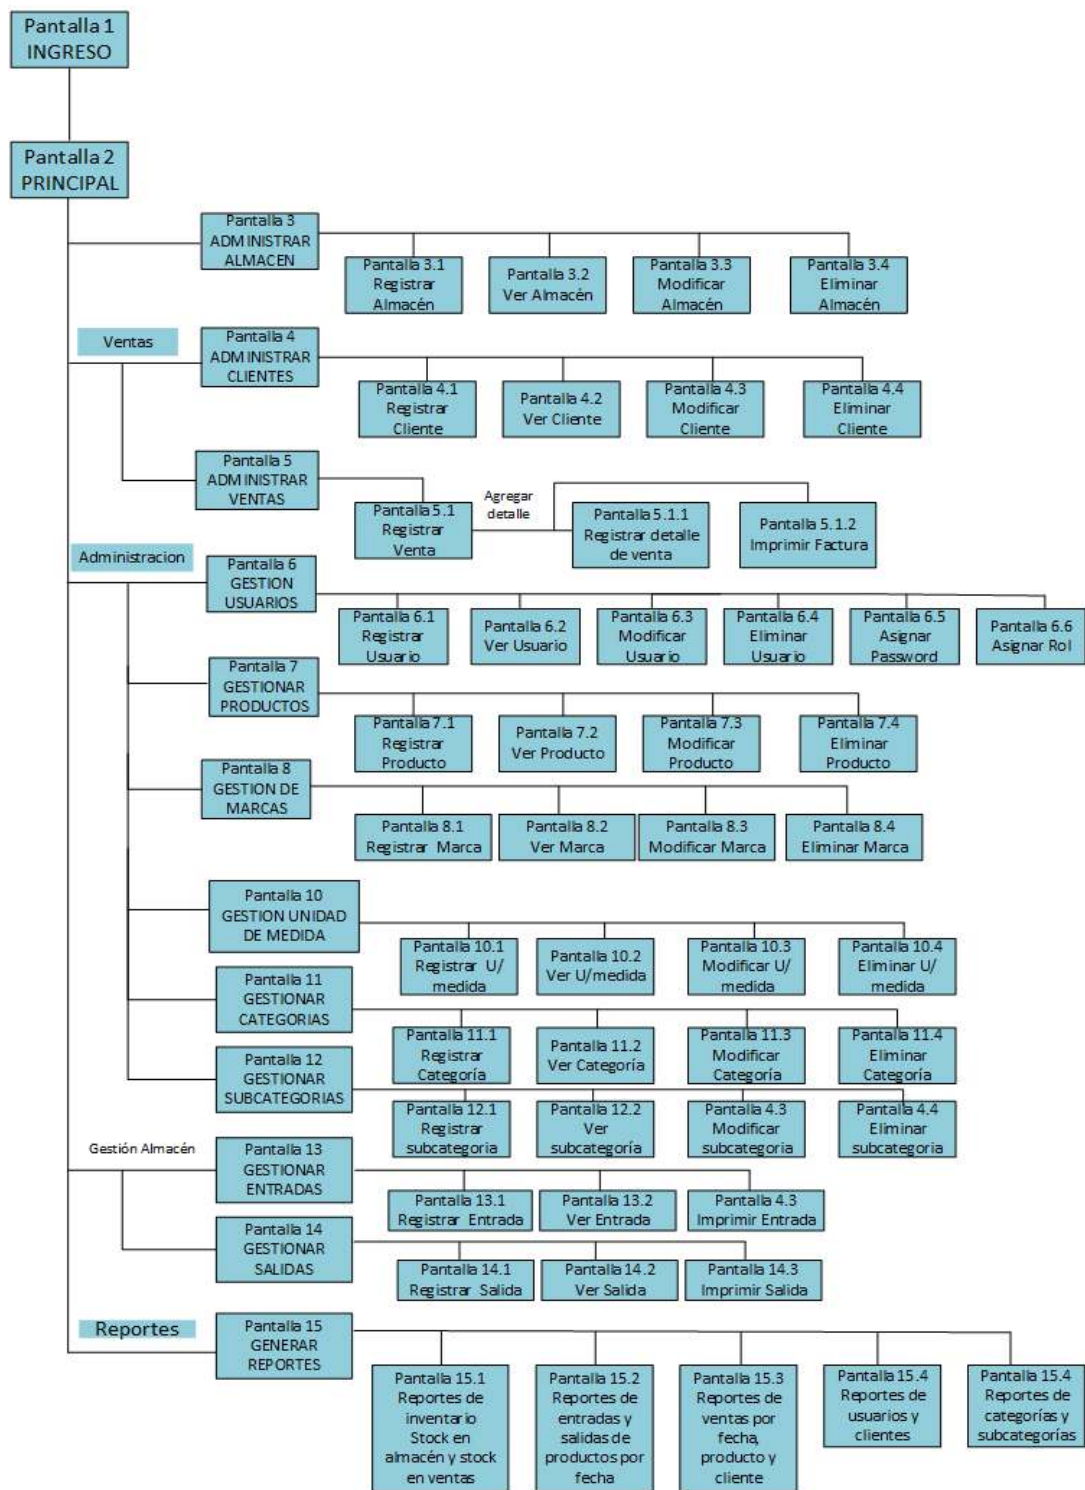 Pantalla 1
INGRESO
Pantalla 2
PRINCIPAL
Pantalla 3
ADMINISTRAR
ALMACEN
Pantalla 3.1
Registrar
Almacén
Pantalla 3.2
Ver Almacén
Pantalla 3.3
Modificar
Almacén
Pantalla 3.4
Eliminar
Almacén
Ventas
Pantalla 4
ADMINISTRAR
CLIENTES
Pantalla 4.1
Registrar
Cliente
Pantalla 4.2
Ver Cliente
Pantalla 4.3
Modificar
Cliente
Pantalla 4.4
Eliminar
Cliente
Pantalla 5
ADMINISTRAR
VENTAS
Pantalla 5.1
Registrar
Venta
Agregar
detalle
Pantalla 5.1.1
Registrar detalle
de venta
Pantalla 5.1.2
Imprimir Factura
Administracion
Pantalla 6
GESTION
USUARIOS
Pantalla 6.1
Registrar
Usuario
Pantalla 6.2
Ver Usuario
Pantalla 6.3
Modificar
Usuario
Pantalla 6.4
Eliminar
Usuario
Pantalla 6.5
Asignar
Password
Pantalla 6.6
Asignar Rol
Pantalla 7
GESTIONAR
PRODUCTOS
Pantalla 7.1
Registrar
Producto
Pantalla 7.2
Ver Producto
Pantalla 7.3
Modificar
Producto
Pantalla 7.4
Eliminar
Producto
Pantalla 8
GESTION DE
MARCAS
Pantalla 8.1
Registrar Marca
Pantalla 8.2
Ver Marca
Pantalla 8.3
Modificar Marca
Pantalla 8.4
Eliminar Marca
Pantalla 10
GESTION UNIDAD
DE MEDIDA
Pantalla 10.1
Registrar U/
medida
Pantalla 10.2
Ver U/medida
Pantalla 10.3
Modificar U/
medida
Pantalla 10.4
Eliminar U/
medida
Pantalla 11
GESTIONAR
CATEGORIAS
Pantalla 11.1
Registrar
Categoría
Pantalla 11.2
Ver Categoría
Pantalla 11.3
Modificar
Categoría
Pantalla 11.4
Eliminar
Categoría
Pantalla 12
GESTIONAR
SUBCATEGORIAS
Pantalla 12.1
Registrar
subcategoria
Pantalla 12.2
Ver
subcategoría
Pantalla 4.3
Modificar
subcategoria
Pantalla 4.4
Eliminar
subcategoria
Gestión Almacén
Pantalla 13
GESTIONAR
ENTRADAS
Pantalla 13.1
Registrar Entrada
Pantalla 13.2
Ver Entrada
Pantalla 4.3
Imprimir Entrada
Pantalla 14
GESTIONAR
SALIDAS
Pantalla 14.1
Registrar Salida
Pantalla 14.2
Ver Salida
Pantalla 14.3
Imprimir Salida
Reportes
Pantalla 15
GENERAR
REPORTES
Pantalla 15.1
Reportes de
inventario
Stock en
almacén y stock
en ventas
Pantalla 15.2
Reportes de
entradas y
salidas de
productos por
fecha
Pantalla 15.3
Reportes de
ventas por
fecha,
producto y
cliente
Pantalla 15.4
Reportes de
usuarios y
clientes
Pantalla 15.4
Reportes de
categorías y
subcategorías